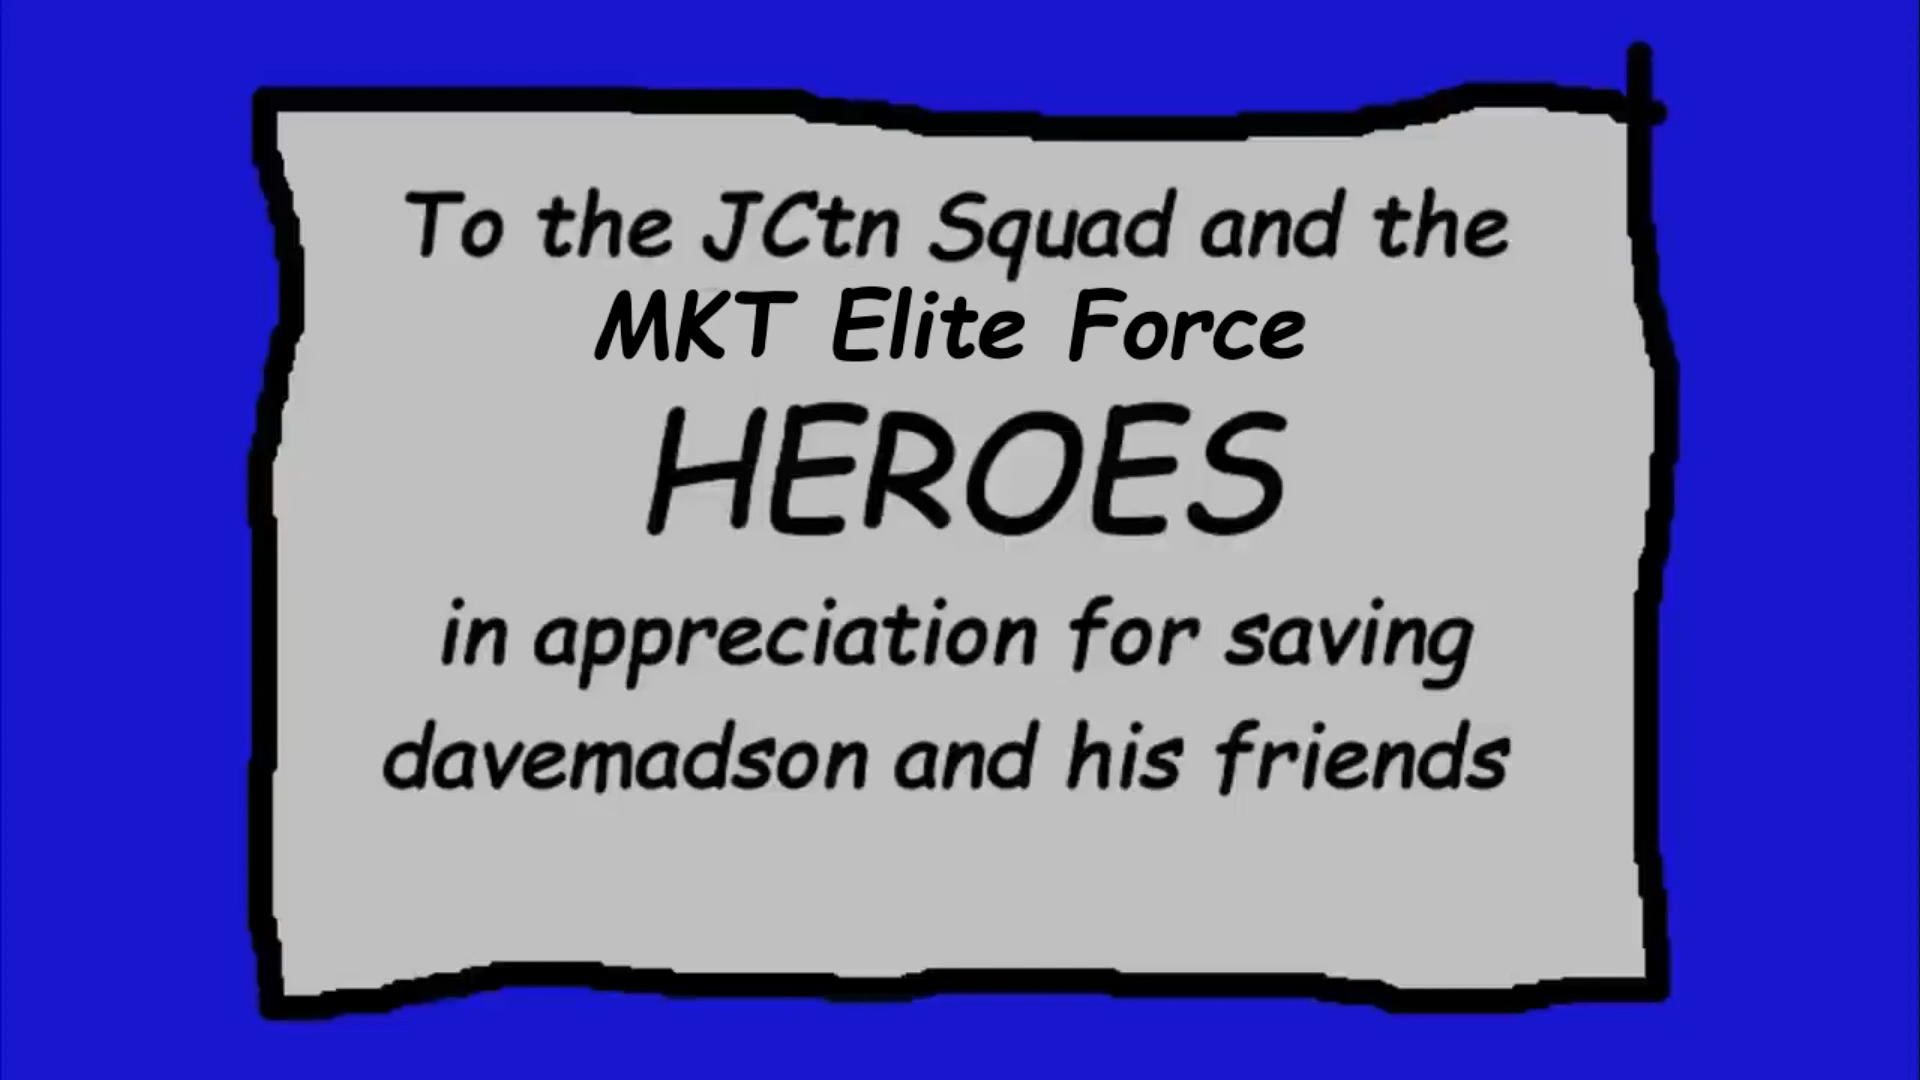 To the JCtn Squad and the
MKT Elite Force
HEROES
in appreciation for saving
davemadson and his friends